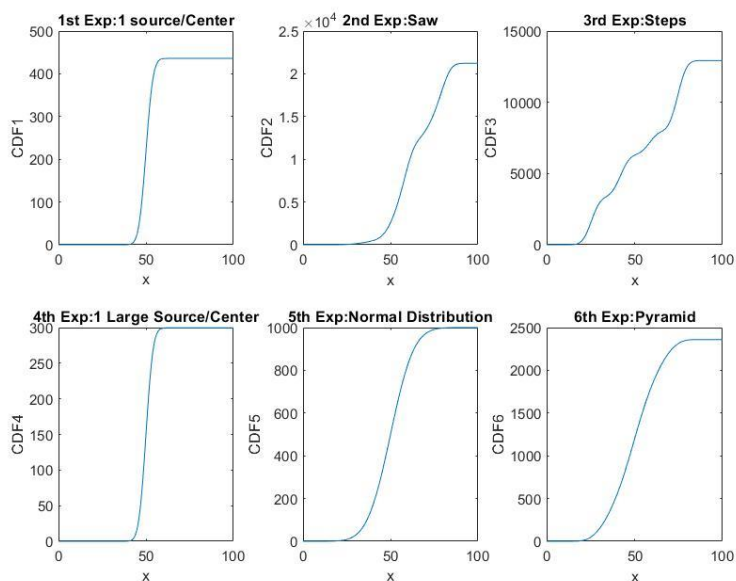 1st Exp:1 source/Center
500
400
300
200
100
0
CDF1
0 50 100
x
2nd Exp:Saw
×10⁴
2.5
2
1.5
1
0.5
0
CDF2
0 50 100
x
3rd Exp:Steps
15000
10000
5000
0
CDF3
0 50 100
x
4th Exp:1 Large Source/Center
300
250
200
150
100
50
0
CDF4
0 50 100
x
5th Exp:Normal Distribution
1000
800
600
400
200
0
CDF5
0 50 100
x
6th Exp:Pyramid
2500
2000
1500
1000
500
0
CDF6
0 50 100
x